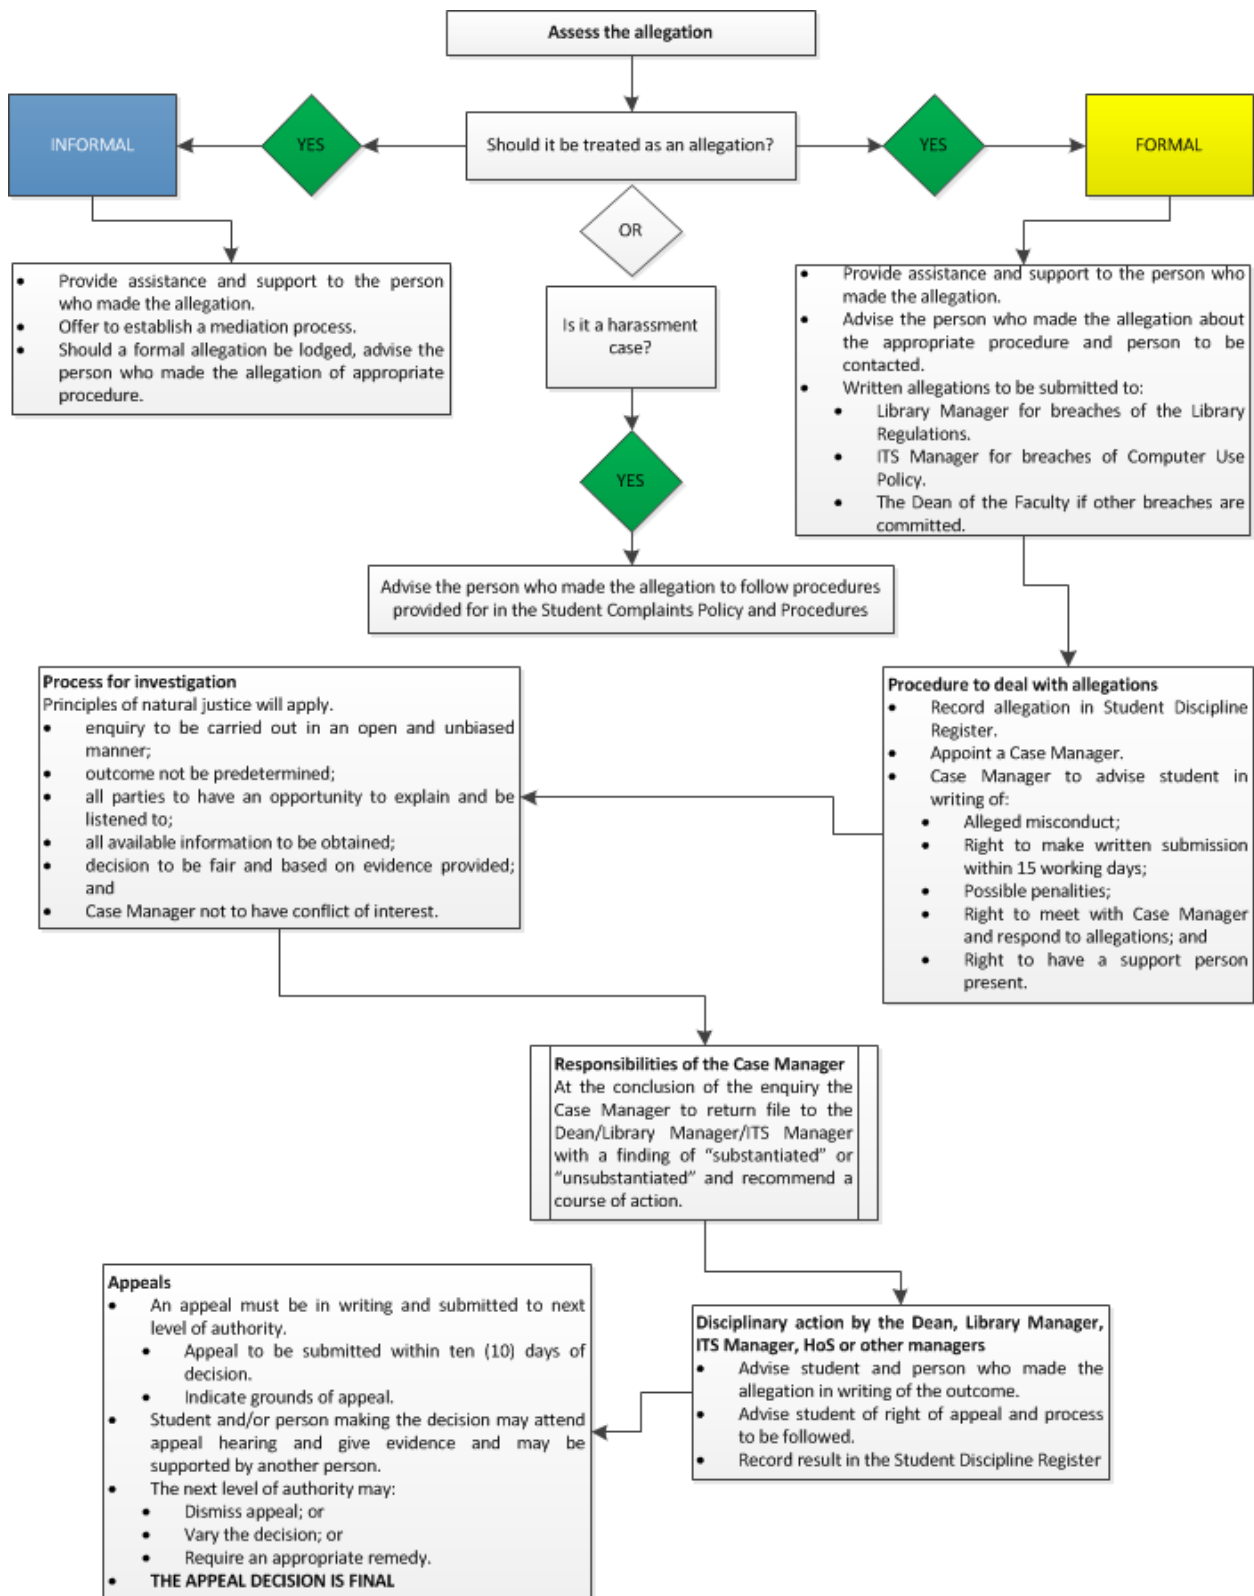 Assess the allegation
INFORMAL
YES
Should it be treated as an allegation?
YES
FORMAL
OR
• Provide assistance and support to the person
who made the allegation.
• Offer to establish a mediation process.
• Should a formal allegation be lodged, advise the
person who made the allegation of appropriate
procedure.
Is it a harassment
case?
• Provide assistance and support to the person who
made the allegation.
• Advise the person who made the allegation about
the appropriate procedure and person to be
contacted.
• Written allegations to be submitted to:
• Library Manager for breaches of the Library
Regulations.
• ITS Manager for breaches of Computer Use
Policy.
• The Dean of the Faculty if other breaches are
committed.
YES
Advise the person who made the allegation to follow procedures
provided for in the Student Complaints Policy and Procedures
Process for investigation
Principles of natural justice will apply.
• enquiry to be carried out in an open and unbiased
manner;
• outcome not be predetermined;
• all parties to have an opportunity to explain and be
listened to;
• all available information to be obtained;
• decision to be fair and based on evidence provided;
and
• Case Manager not to have conflict of interest.
Procedure to deal with allegations
• Record allegation in Student Discipline
Register.
• Appoint a Case Manager.
• Case Manager to advise student in
writing of:
• Alleged misconduct;
• Right to make written submission
within 15 working days;
• Possible penalities;
• Right to meet with Case Manager
and respond to allegations; and
• Right to have a support person
present.
Responsibilities of the Case Manager
At the conclusion of the enquiry the
Case Manager to return file to the
Dean/Library Manager/ITS Manager
with a finding of “substantiated” or
“unsubstantiated” and recommend a
course of action.
Appeals
• An appeal must be in writing and submitted to next
level of authority.
• Appeal to be submitted within ten (10) days of
decision.
• Indicate grounds of appeal.
• Student and/or person making the decision may attend
appeal hearing and give evidence and may be
supported by another person.
• The next level of authority may:
• Dismiss appeal; or
• Vary the decision; or
• Require an appropriate remedy.
• THE APPEAL DECISION IS FINAL
Disciplinary action by the Dean, Library Manager,
ITS Manager, HoS or other managers
• Advise student and person who made the
allegation in writing of the outcome.
• Advise student of right of appeal and process
to be followed.
• Record result in the Student Discipline Register